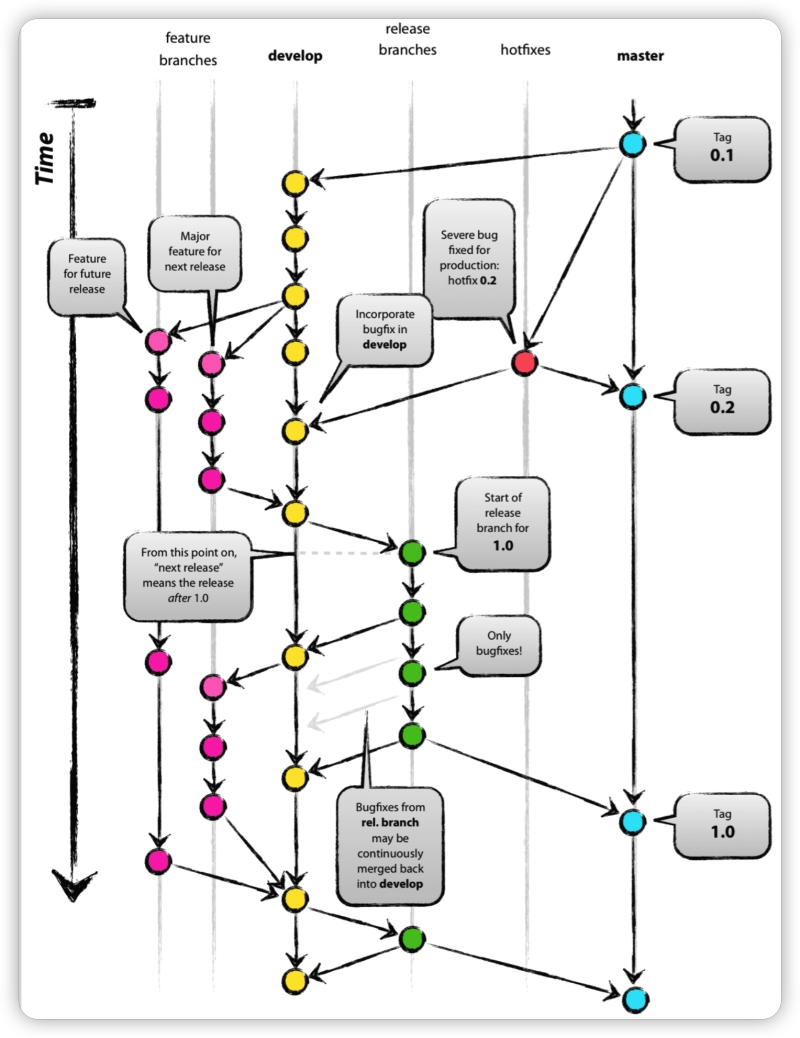 feature
branches
develop
release
branches
hotfixes
master
Time
Tag
0.1
Feature
for future
release
Major
feature for
next release
Severe bug
fixed for
production:
hotfix 0.2
Incorporate
bugfix in
develop
Tag
0.2
Start of
release
branch for
1.0
From this point on,
“next release”
means the release
after 1.0
Only
bugfixes!
Bugfixes from
rel. branch
may be
continuously
merged back
into develop
Tag
1.0